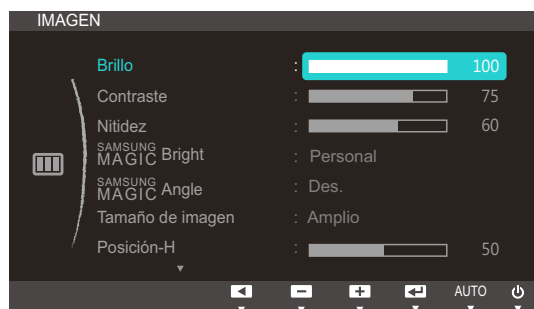 IMAGEN
Brillo : 100
Contraste : 75
Nitidez : 60
SAMSUNG MAGIC Bright : Personal
SAMSUNG MAGIC Angle : Des.
Tamaño de imagen : Amplio
Posición-H : 50
AUTO